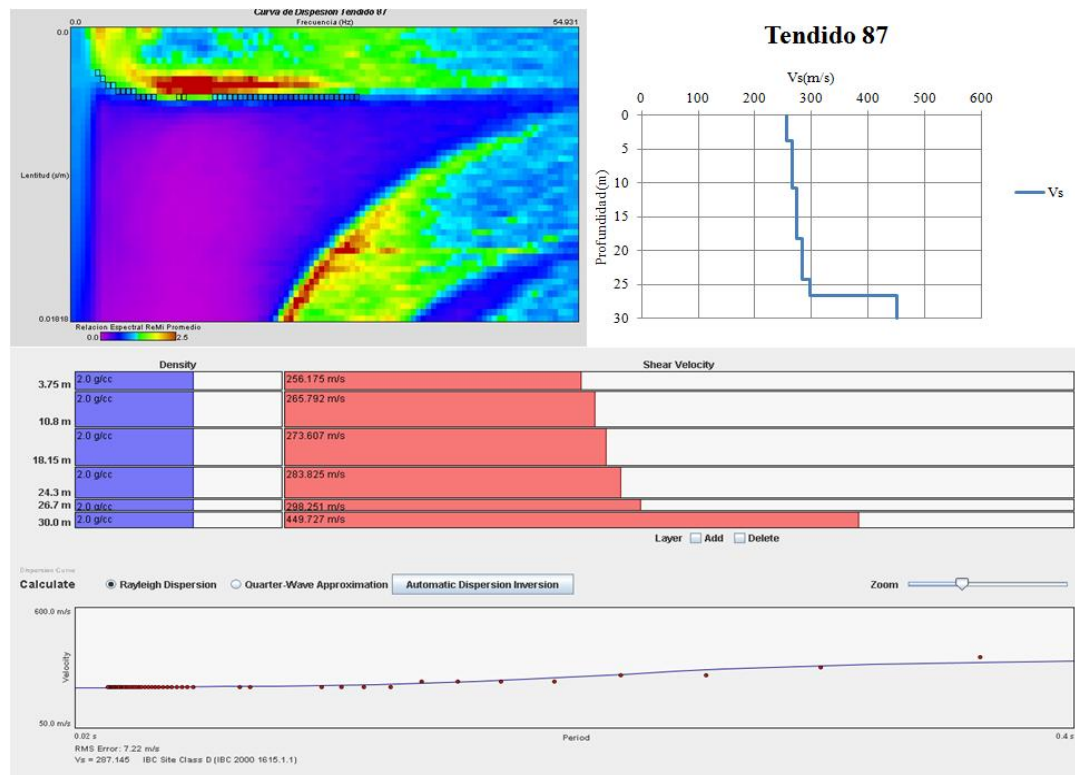 Curva de Dispesión Tendido 87
0.0 Frecuencia (Hz) 54.931
0.0
Lentitud (s/m)
0.01818
Relacion Espectral ReMi Promedio
0.0 2.5
Tendido 87
Vs(m/s)
0 100 200 300 400 500 600
0
5
10
15
20
25
30
Profundidad(m)
Vs
Density Shear Velocity
3.75 m 2.0 g/cc 256.175 m/s
10.8 m 2.0 g/cc 265.792 m/s
18.15 m 2.0 g/cc 273.607 m/s
24.3 m 2.0 g/cc 283.825 m/s
26.7 m 2.0 g/cc 298.251 m/s
30.0 m 2.0 g/cc 449.727 m/s
Layer Add Delete
Dispersion Curve
Calculate Rayleigh Dispersion Quarter-Wave Approximation Automatic Dispersion Inversion Zoom
600.0 m/s
Velocity
50.0 m/s
0.02 s Period 0.4 s
RMS Error: 7.22 m/s
Vs = 287.145 IBC Site Class D (IBC 2000 1615.1.1)